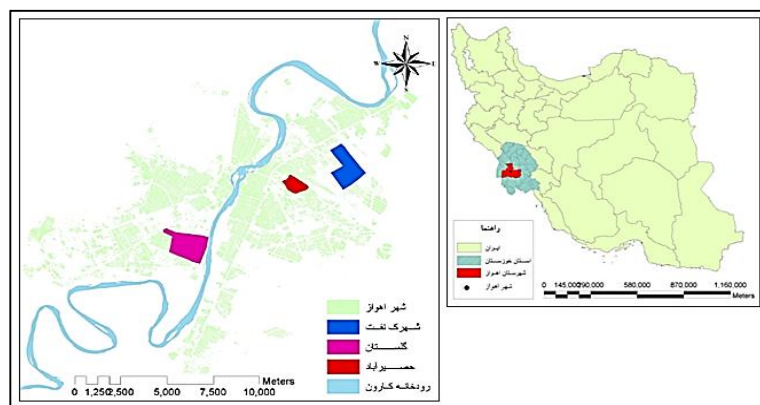 N
W E
S
شهر اهواز
شهرک نفت
گلستان
حصیرآباد
رودخانه کارون
Meters
0 1,250 2,500 5,000 7,500 10,000
راهنما
ایران
استان خوزستان
شهرستان اهواز
شهر اهواز
0 145,000 290,000 580,000 870,000 1,160,000
Meters